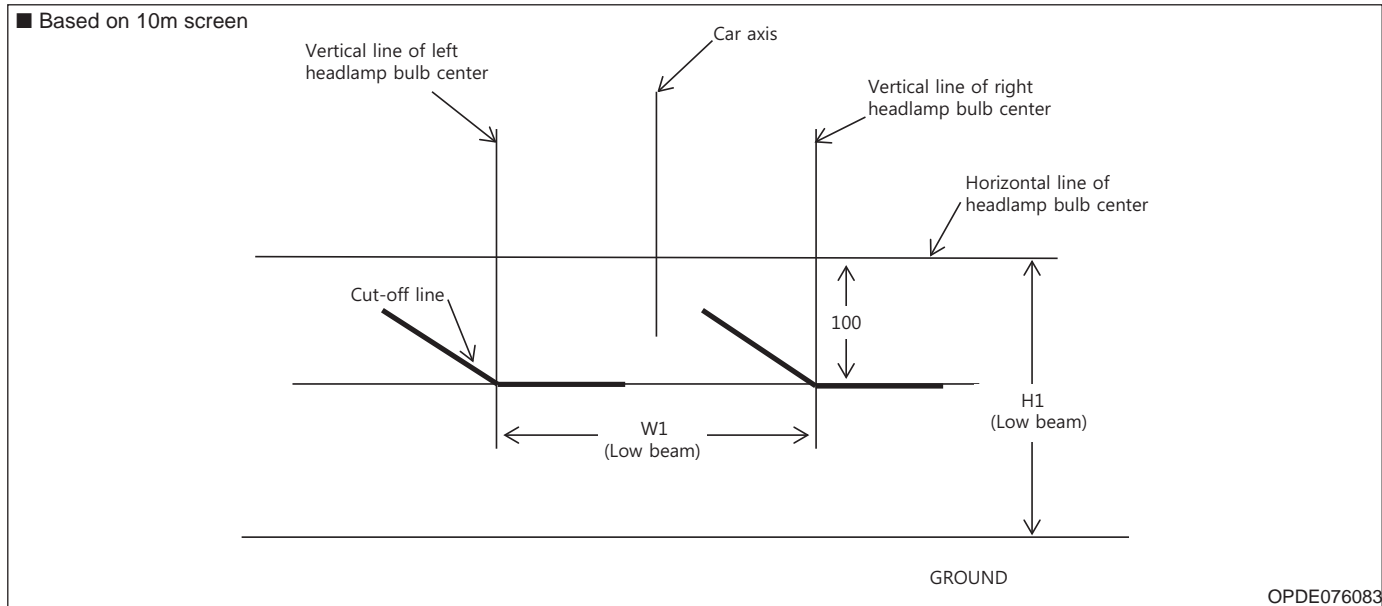 ■ Based on 10m screen
Car axis
Vertical line of left
headlamp bulb center
Vertical line of right
headlamp bulb center
Horizontal line of
headlamp bulb center
Cut-off line
100
H1
(Low beam)
W1
(Low beam)
GROUND
OPDE076083